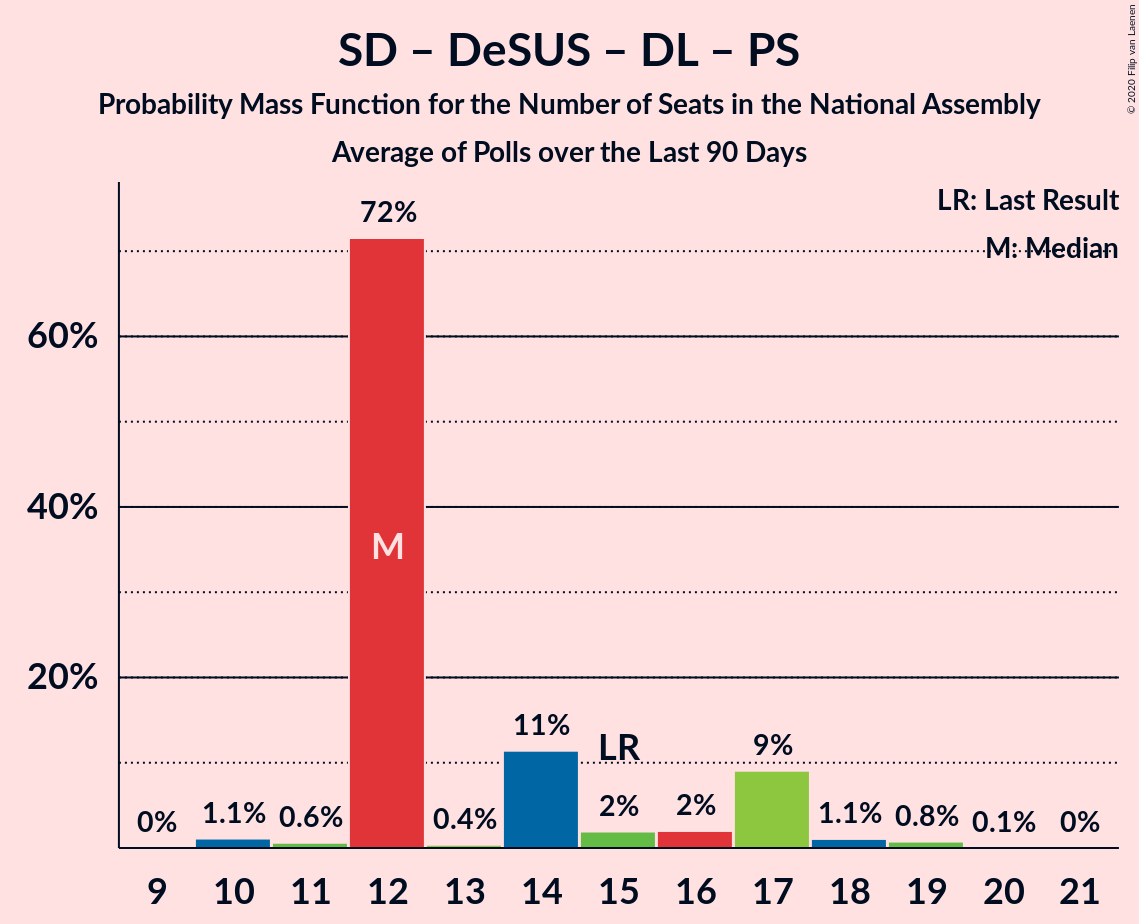 SD – DeSUS – DL – PS
Probability Mass Function for the Number of Seats in the National Assembly
Average of Polls over the Last 90 Days
© 2020 Filip van Laenen
LR: Last Result
M: Median
72%
60%
40%
20%
M
LR
0%
1.1%
0.6%
0.4%
11%
2%
2%
9%
1.1%
0.8%
0.1%
0%
9 10 11 12 13 14 15 16 17 18 19 20 21